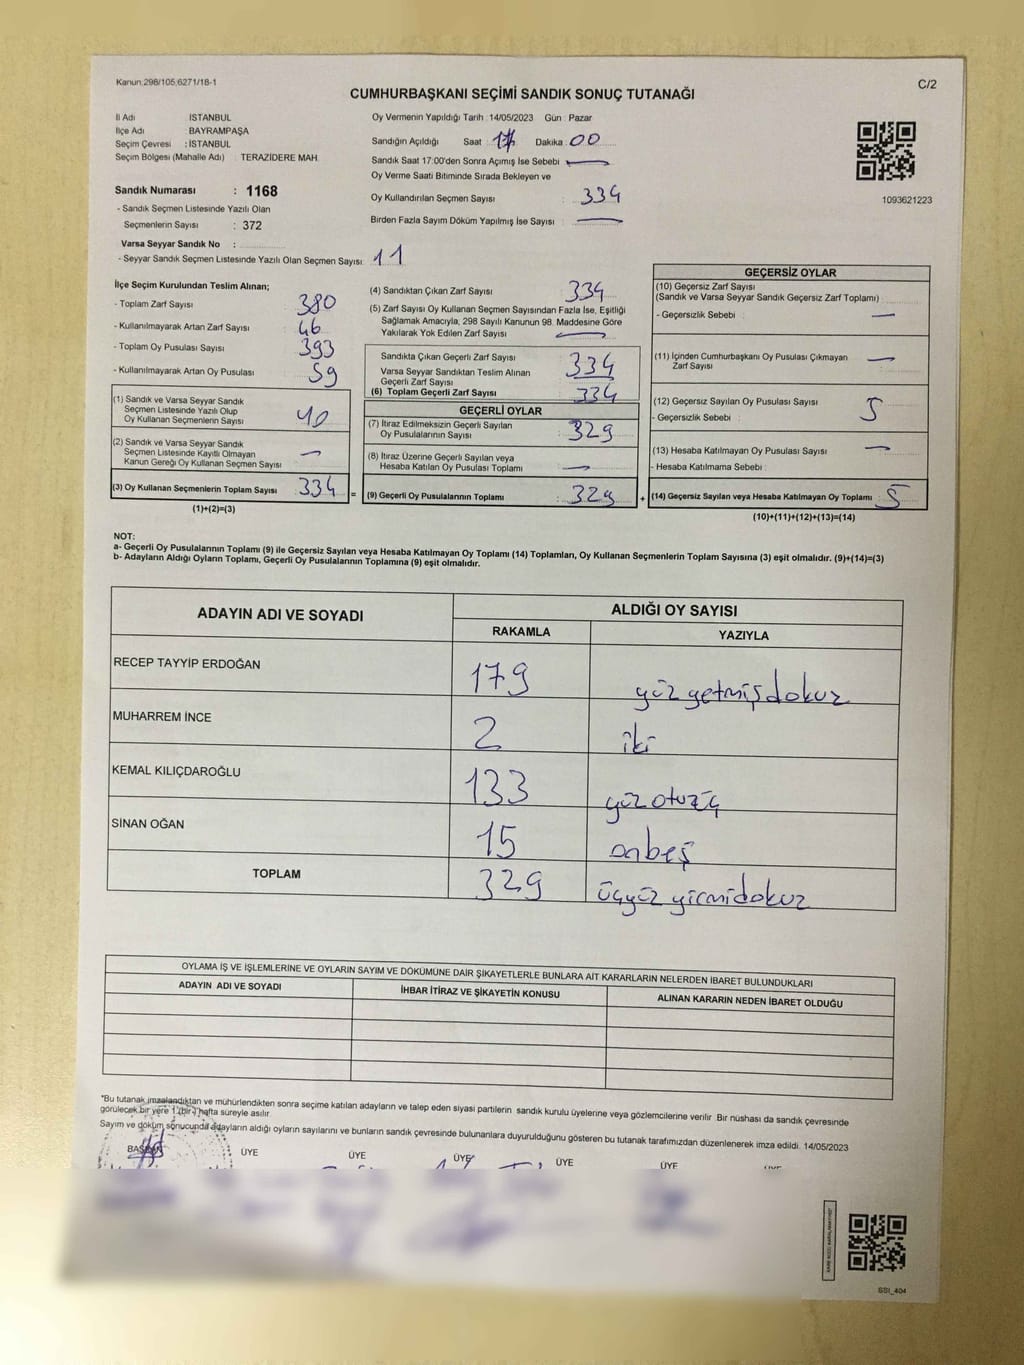 Kanun.298/105,6271/18-1
C/2
CUMHURBAŞKANI SEÇİMİ SANDIK SONUÇ TUTANAĞI
İl Adı İSTANBUL
İlçe Adı : BAYRAMPAŞA
Seçim Çevresi : İSTANBUL
Seçim Bölgesi (Mahalle Adı) TERAZİDERE MAH.
Sandık Numarası : 1168
- Sandık Seçmen Listesinde Yazılı Olan
Seçmenlerin Sayısı : 372
Varsa Seyyar Sandık No :
- Seyyar Sandık Seçmen Listesinde Yazılı Olan Seçmen Sayısı: 11
Oy Vermenin Yapıldığı Tarih : 14/05/2023 Gün : Pazar
Sandığın Açıldığı Saat : 17 Dakika : 00
Sandık Saat 17:00'den Sonra Açımış İse Sebebi :
Oy Verme Saati Bitiminde Sırada Bekleyen ve
Oy Kullandırılan Seçmen Sayısı : 334
Birden Fazla Sayım Döküm Yapılmış İse Sayısı :
1093621223
İlçe Seçim Kurulundan Teslim Alınan;
- Toplam Zarf Sayısı 380
- Kullanılmayarak Artan Zarf Sayısı : 46
- Toplam Oy Pusulası Sayısı : 393
- Kullanılmayarak Artan Oy Pusulası : 59
(1) Sandık ve Varsa Seyyar Sandık
Seçmen Listesinde Yazılı Olup
Oy Kullanan Seçmenlerin Sayısı : 40
(2) Sandık ve Varsa Seyyar Sandık
Seçmen Listesinde Kayıtlı Olmayan
Kanun Gereği Oy Kullanan Seçmen Sayısı :
(3) Oy Kullanan Seçmenlerin Toplam Sayısı : 334
(1)+(2)=(3)
(4) Sandıktan Çıkan Zarf Sayısı : 334
(5) Zarf Sayısı Oy Kullanan Seçmen Sayısından Fazla İse, Eşitliği
Sağlamak Amacıyla, 298 Sayılı Kanunun 98. Maddesine Göre
Yakılarak Yok Edilen Zarf Sayısı :
Sandıkta Çıkan Geçerli Zarf Sayısı : 334
Varsa Seyyar Sandıktan Teslim Alınan
Geçerli Zarf Sayısı :
(6) Toplam Geçerli Zarf Sayısı : 334
GEÇERLİ OYLAR
(7) İtiraz Edilmeksizin Geçerli Sayılan
Oy Pusulalarının Sayısı : 329
(8) İtiraz Üzerine Geçerli Sayılan veya
Hesaba Katılan Oy Pusulası Toplamı :
= (9) Geçerli Oy Pusulalarının Toplamı : 329
GEÇERSİZ OYLAR
(10) Geçersiz Zarf Sayısı
(Sandık ve Varsa Seyyar Sandık Geçersiz Zarf Toplamı) :
- Geçersizlik Sebebi :
(11) İçinden Cumhurbaşkanı Oy Pusulası Çıkmayan :
Zarf Sayısı
(12) Geçersiz Sayılan Oy Pusulası Sayısı : 5
- Geçersizlik Sebebi :
(13) Hesaba Katılmayan Oy Pusulası Sayısı :
- Hesaba Katılmama Sebebi :
+ (14) Geçersiz Sayılan veya Hesaba Katılmayan Oy Toplamı : 5
(10)+(11)+(12)+(13)=(14)
NOT:
a- Geçerli Oy Pusulalarının Toplamı (9) ile Geçersiz Sayılan veya Hesaba Katılmayan Oy Toplamı (14) Toplamları, Oy Kullanan Seçmenlerin Toplam Sayısına (3) eşit olmalıdır. (9)+(14)=(3)
b- Adayların Aldığı Oyların Toplamı, Geçerli Oy Pusulalarının Toplamına (9) eşit olmalıdır.
ADAYIN ADI VE SOYADI
ALDIĞI OY SAYISI
RAKAMLA YAZIYLA
RECEP TAYYİP ERDOĞAN 179 yüz yetmiş dokuz
MUHARREM İNCE 2 iki
KEMAL KILIÇDAROĞLU 133 yüz otuz üç
SİNAN OĞAN 15 onbeş
TOPLAM 329 üçyüz yirmidokuz
OYLAMA İŞ VE İŞLEMLERİNE VE OYLARIN SAYIM VE DÖKÜMÜNE DAİR ŞİKAYETLERLE BUNLARA AİT KARARLARIN NELERDEN İBARET BULUNDUKLARI
ADAYIN ADI VE SOYADI İHBAR İTİRAZ VE ŞİKAYETİN KONUSU ALINAN KARARIN NEDEN İBARET OLDUĞU
*Bu tutanak imzalandıktan ve mühürlendikten sonra seçime katılan adayların ve talep eden siyasi partilerin sandık kurulu üyelerine veya gözlemcilerine verilir. Bir nüshası da sandık çevresinde
görülecek bir yere 1 (bir) hafta süreyle asılır.
Sayım ve döküm sonucunda adayların aldığı oyların sayılarını ve bunların sandık çevresinde bulunanlara duyurulduğunu gösteren bu tutanak tarafımızdan düzenlenerek imza edildi. 14/05/2023
BAŞKAN ÜYE ÜYE ÜYE ÜYE ÜYE
SSI_404